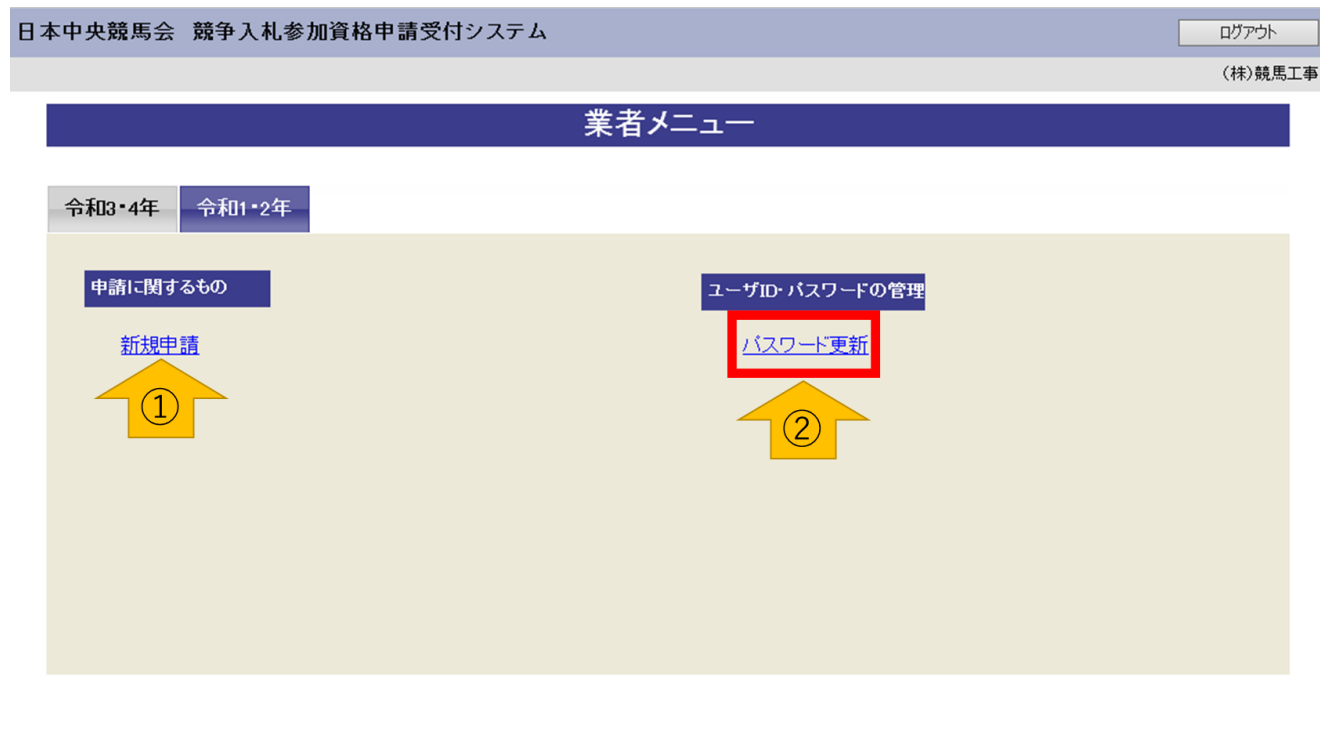 日本中央競馬会 競争入札参加資格申請受付システム
ログアウト
(株)競馬工事
業者メニュー
令和3・4年
令和1・2年
申請に関するもの
ユーザID・パスワードの管理
新規申請
パスワード更新
①
②